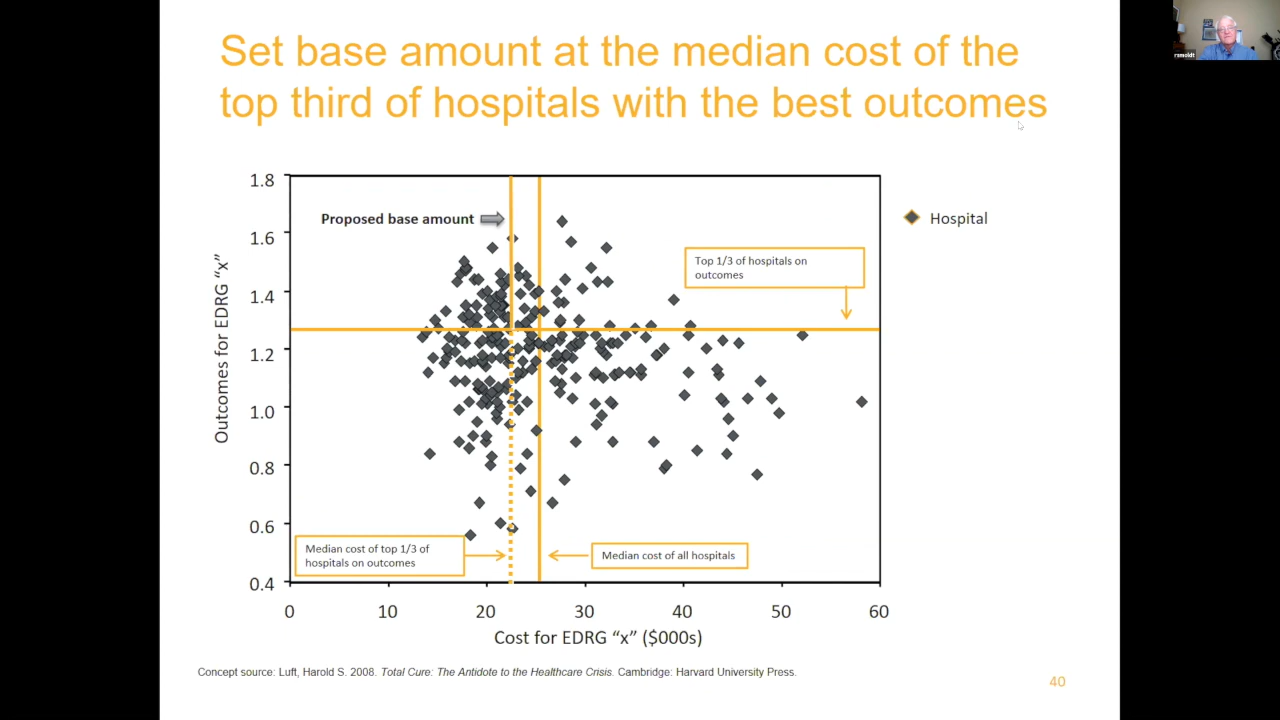 Set base amount at the median cost of the
top third of hospitals with the best outcomes
ramoldt
1.8
1.6
1.4
1.2
1.0
0.8
0.6
0.4
Outcomes for EDRG “x”
Proposed base amount
Hospital
Top 1/3 of hospitals on
outcomes
Median cost of top 1/3 of
hospitals on outcomes
Median cost of all hospitals
0 10 20 30 40 50 60
Cost for EDRG “x” ($000s)
Concept source: Luft, Harold S. 2008. Total Cure: The Antidote to the Healthcare Crisis. Cambridge: Harvard University Press.
40